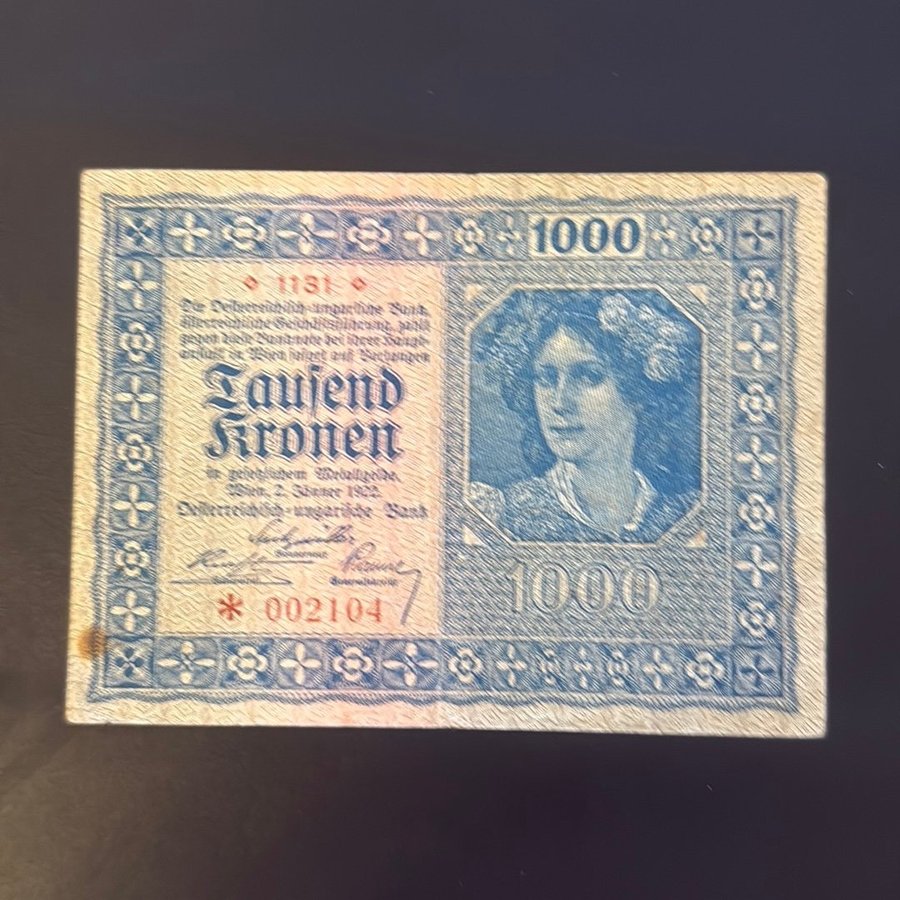 1000
1131
Die Oesterreichisch-ungarische Bank,
österreichische Geschäftsführung, zahlt
gegen diese Banknote bei ihrer Haupt-
anstalt in Wien sofort auf Verlangen
Tausend
Kronen
in gesetzlichem Metallgelde.
Wien, 2. Jänner 1922.
Oesterreichisch-ungarische Bank
* 002104
1000